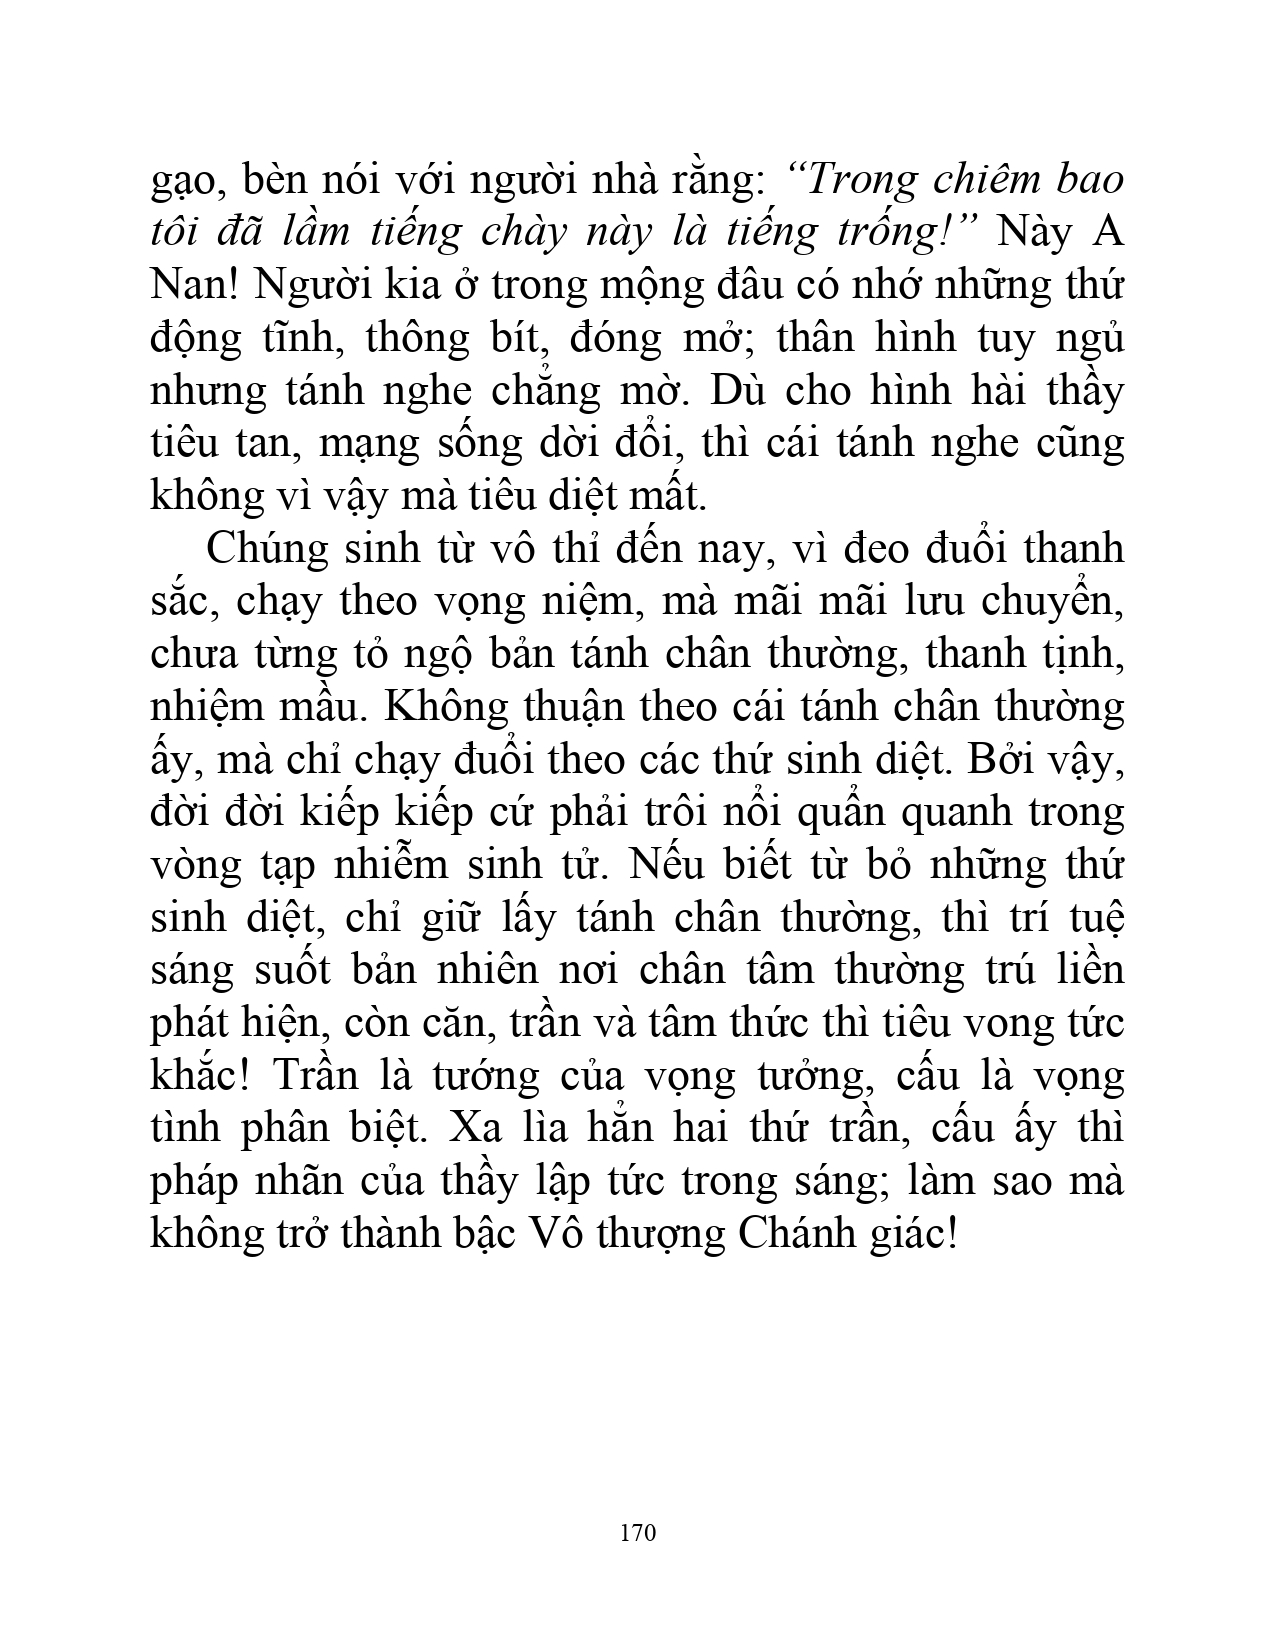 gạo, bèn nói với người nhà rằng: “Trong chiêm bao
tôi đã lầm tiếng chày này là tiếng trống!” Này A
Nan! Người kia ở trong mộng đâu có nhớ những thứ
động tĩnh, thông bít, đóng mở; thân hình tuy ngủ
nhưng tánh nghe chẳng mờ. Dù cho hình hài thầy
tiêu tan, mạng sống dời đổi, thì cái tánh nghe cũng
không vì vậy mà tiêu diệt mất.
Chúng sinh từ vô thỉ đến nay, vì đeo đuổi thanh
sắc, chạy theo vọng niệm, mà mãi mãi lưu chuyển,
chưa từng tỏ ngộ bản tánh chân thường, thanh tịnh,
nhiệm mầu. Không thuận theo cái tánh chân thường
ấy, mà chỉ chạy đuổi theo các thứ sinh diệt. Bởi vậy,
đời đời kiếp kiếp cứ phải trôi nổi quẩn quanh trong
vòng tạp nhiễm sinh tử. Nếu biết từ bỏ những thứ
sinh diệt, chỉ giữ lấy tánh chân thường, thì trí tuệ
sáng suốt bản nhiên nơi chân tâm thường trú liền
phát hiện, còn căn, trần và tâm thức thì tiêu vong tức
khắc! Trần là tướng của vọng tưởng, cấu là vọng
tình phân biệt. Xa lìa hẳn hai thứ trần, cấu ấy thì
pháp nhãn của thầy lập tức trong sáng; làm sao mà
không trở thành bậc Vô thượng Chánh giác!
170